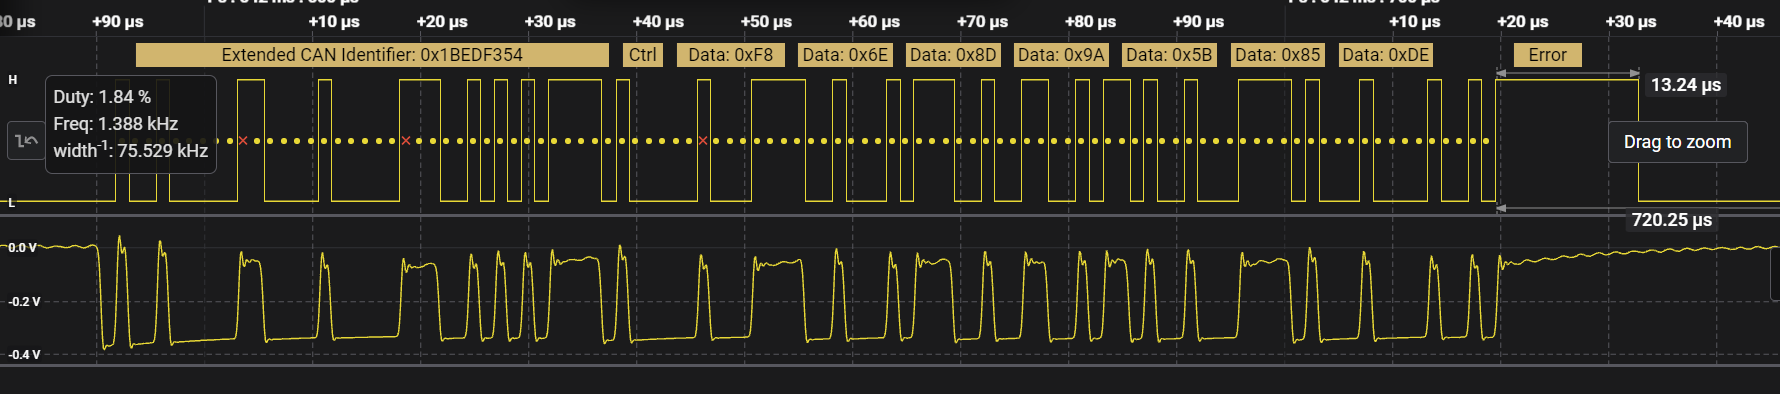 +90 µs +10 µs +20 µs +30 µs +40 µs +50 µs +60 µs +70 µs +80 µs +90 µs +10 µs +20 µs +30 µs +40 µs
Extended CAN Identifier: 0x1BEDF354 Ctrl Data: 0xF8 Data: 0x6E Data: 0x8D Data: 0x9A Data: 0x5B Data: 0x85 Data: 0xDE Error
H
13.24 µs
Duty: 1.84 %
Freq: 1.388 kHz
width⁻¹: 75.529 kHz
Drag to zoom
L
720.25 µs
0.0 V
-0.2 V
-0.4 V